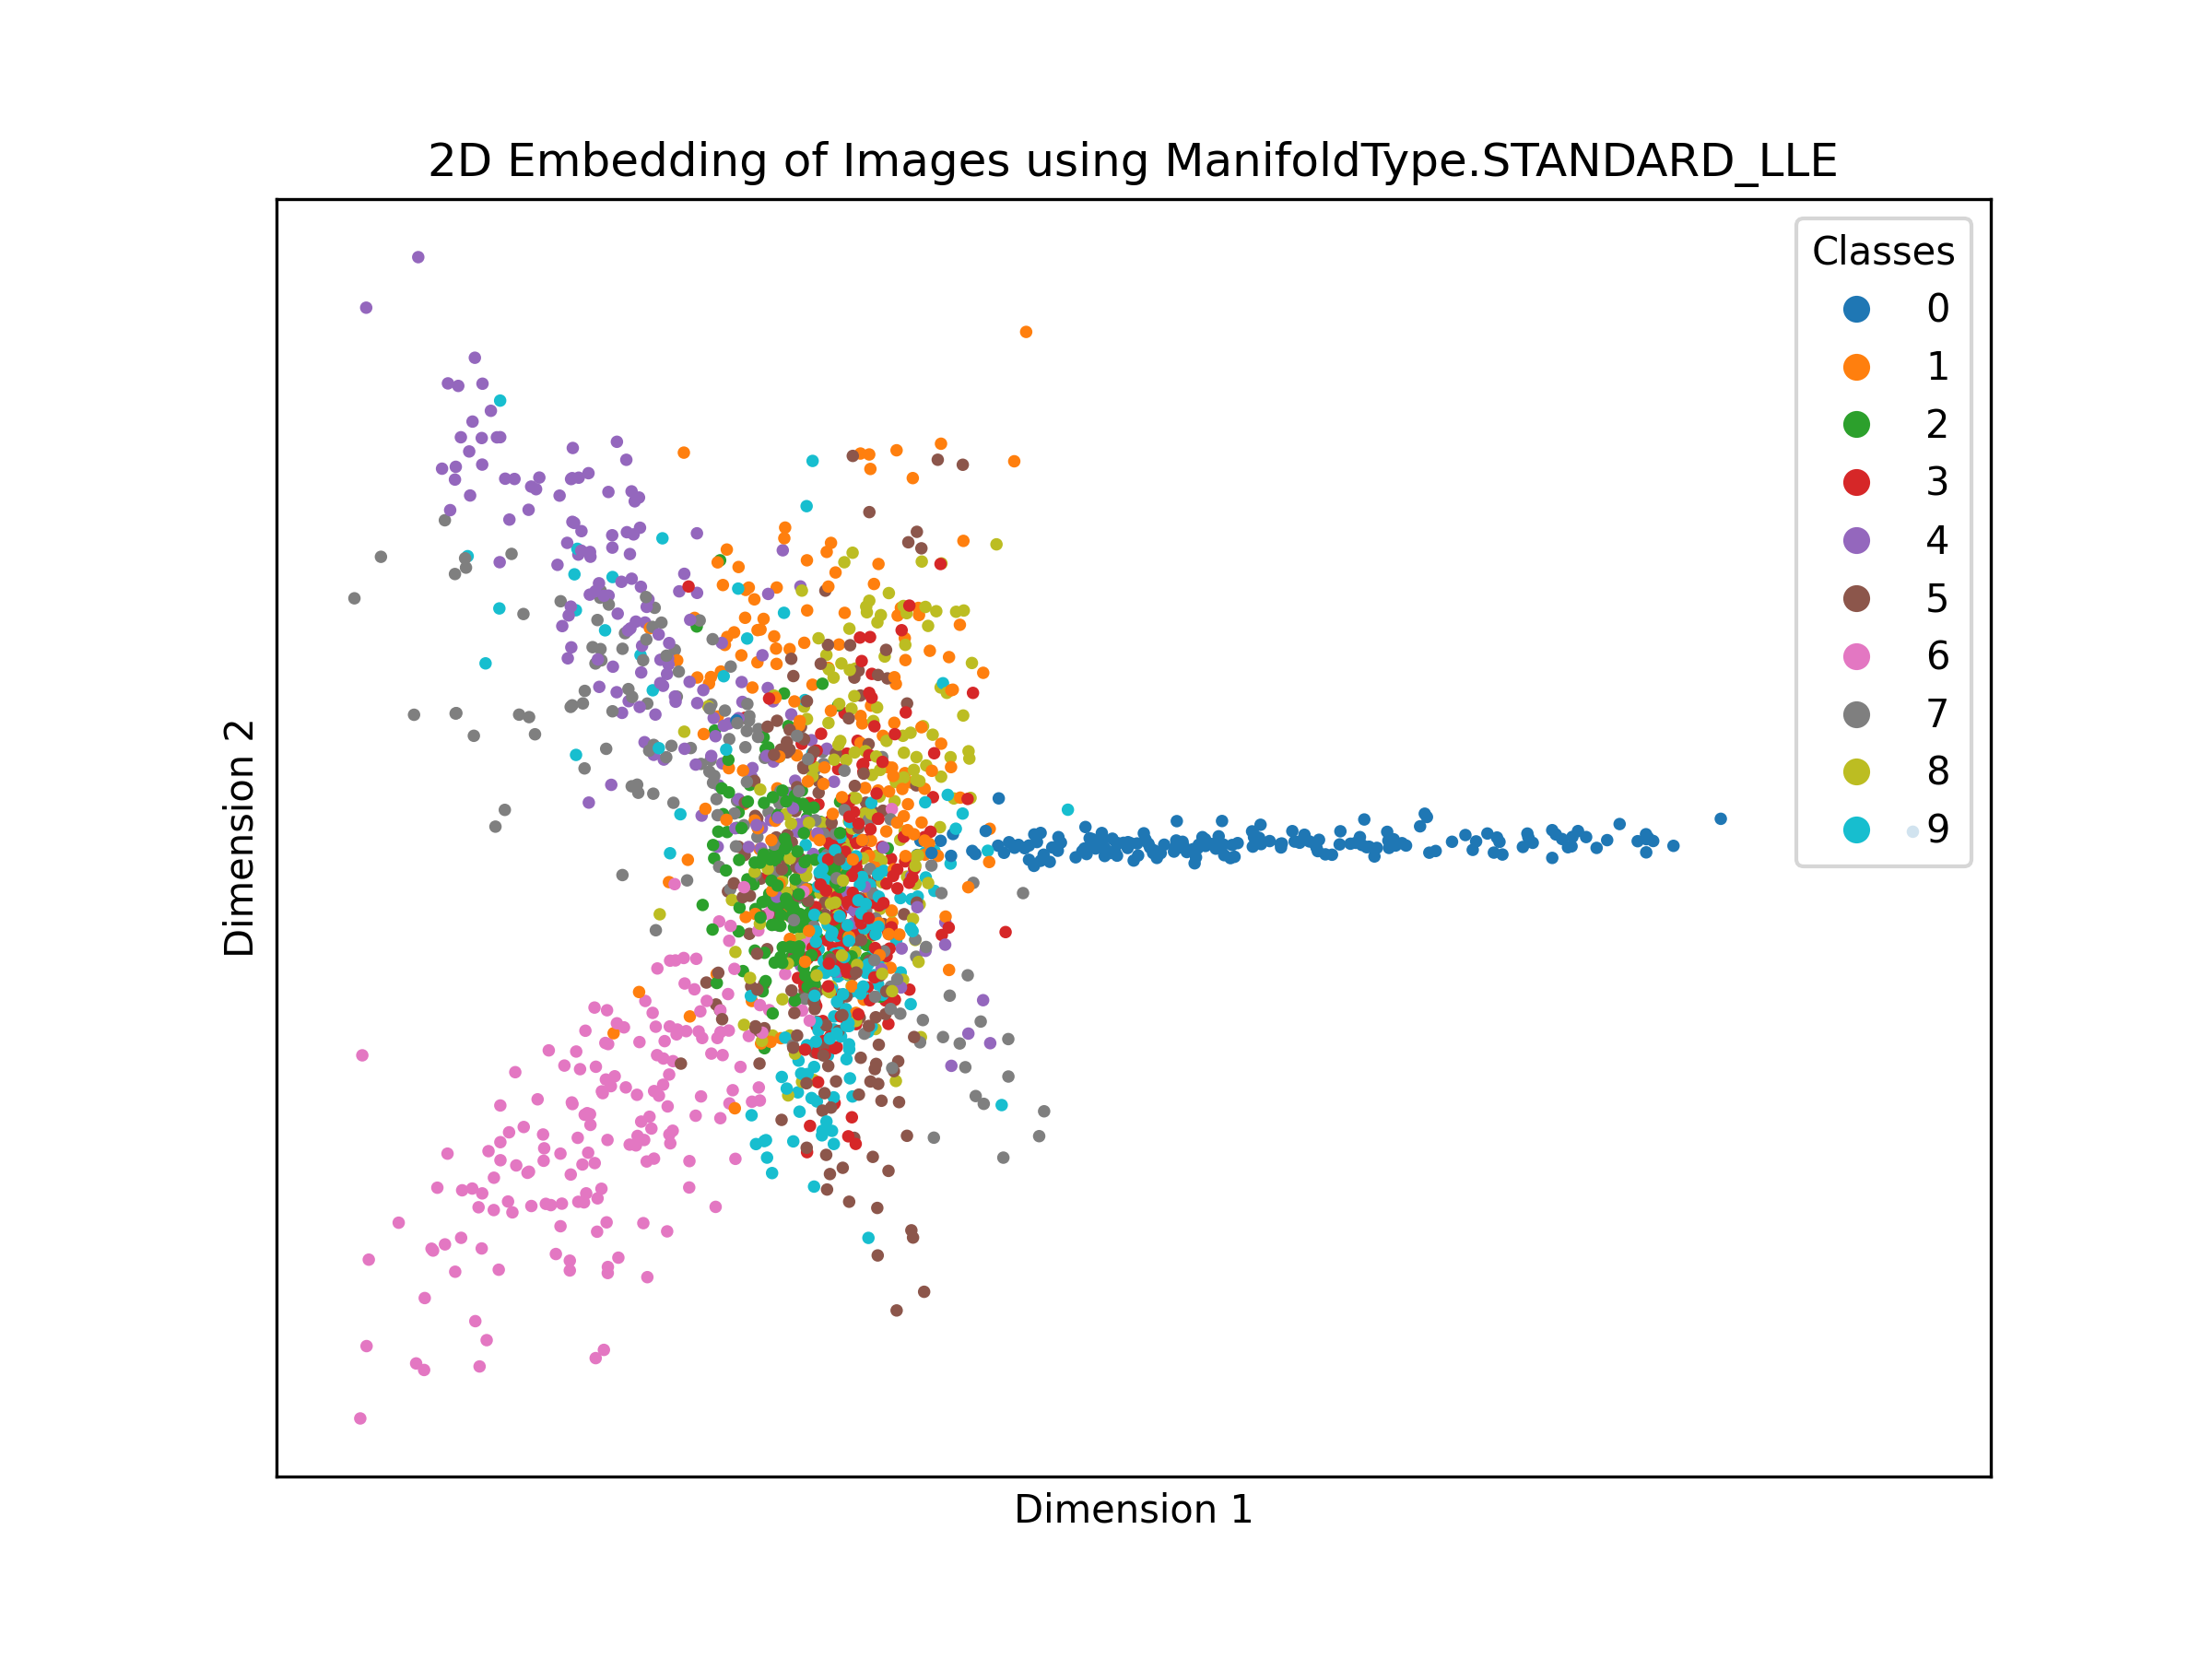 2D Embedding of Images using ManifoldType.STANDARD_LLE
Classes
0
1
2
3
4
5
6
7
8
9
Dimension 2
Dimension 1